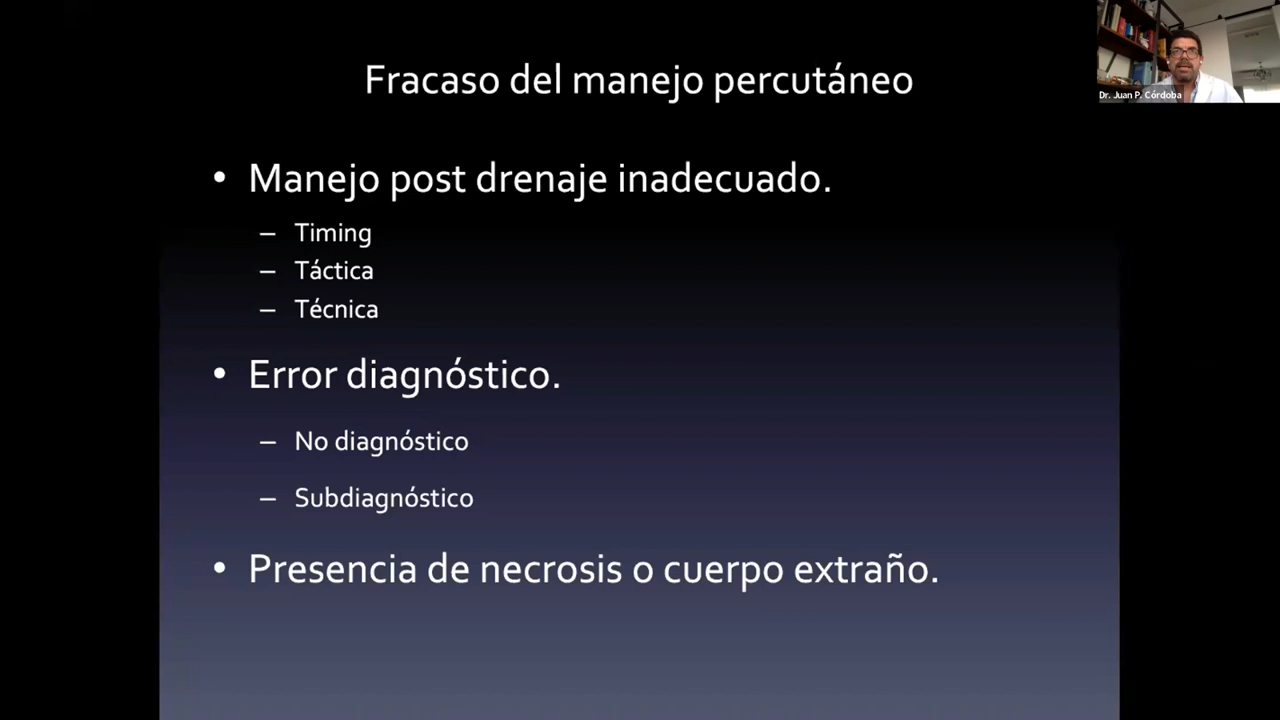 Fracaso del manejo percutáneo
Dr. Juan P. Córdoba
• Manejo post drenaje inadecuado.
– Timing
– Táctica
– Técnica
• Error diagnóstico.
– No diagnóstico
– Subdiagnóstico
• Presencia de necrosis o cuerpo extraño.